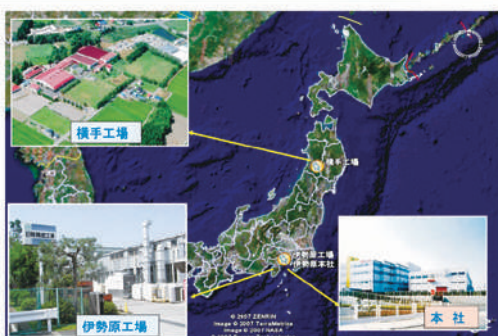 横手工場
横手工場
伊勢原工場
伊勢原本社
伊勢原工場
本社
© 2007 ZENRIN
Image © 2007 TerraMetrics
Image © 2007 NASA